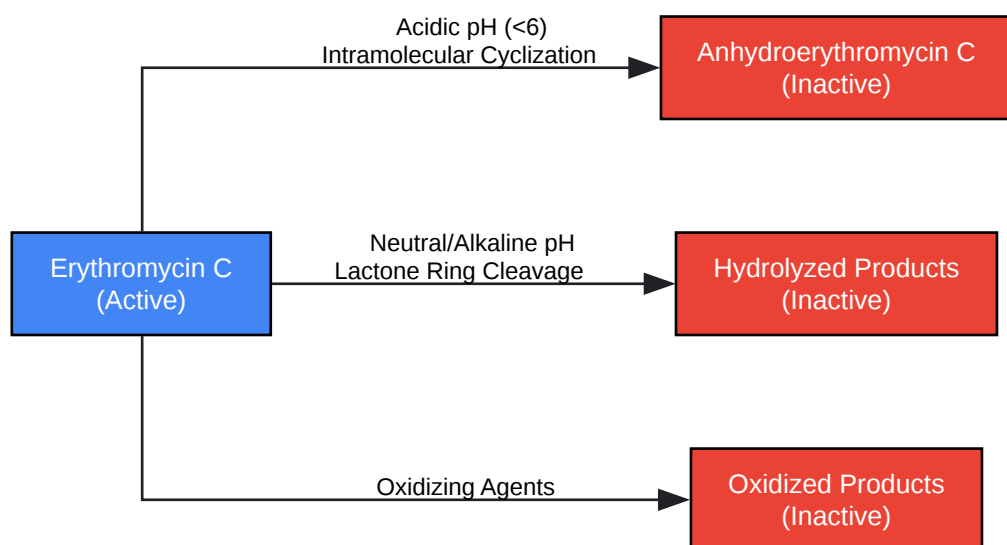 Acidic pH (<6)
Intramolecular Cyclization
Anhydroerythromycin C
(Inactive)
Erythromycin C
(Active)
Neutral/Alkaline pH
Lactone Ring Cleavage
Hydrolyzed Products
(Inactive)
Oxidizing Agents
Oxidized Products
(Inactive)